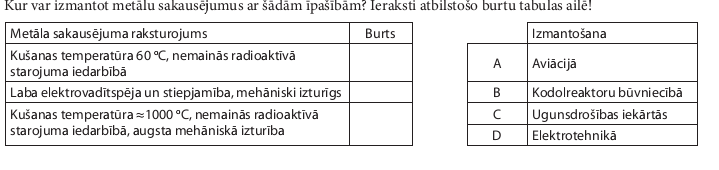 Kur var izmantot metālu sakausējumus ar šādām īpašībām? Ieraksti atbilstošo burtu tabulas ailē!
Metāla sakausējuma raksturojums Burts
Kušanas temperatūra 60 °C, nemainās radioaktīvā
starojuma iedarbībā
Laba elektrovadītspēja un stiepjamība, mehāniski izturīgs
Kušanas temperatūra ≈1000 °C, nemainās radioaktīvā
starojuma iedarbībā, augsta mehāniskā izturība
Izmantošana
A Aviācijā
B Kodolreaktoru būvniecībā
C Ugunsdrošības iekārtās
D Elektrotehnikā